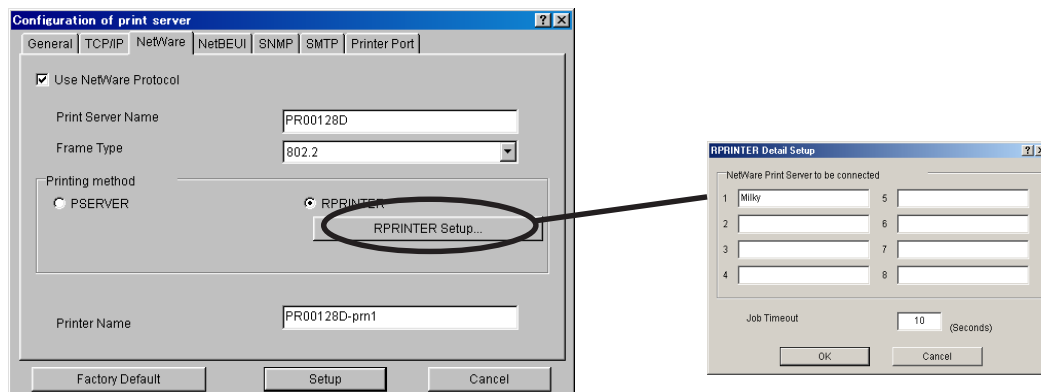 Configuration of print server
General TCP/IP NetWare NetBEUI SNMP SMTP Printer Port
Use NetWare Protocol
Print Server Name PR00128D
Frame Type 802.2
Printing method
PSERVER RPRINTER
RPRINTER Setup...
Printer Name PR00128D-prn1
Factory Default Setup Cancel
RPRINTER Detail Setup
NetWare Print Server to be connected
1 Milky 5
2 6
3 7
4 8
Job Timeout 10 (Seconds)
OK Cancel